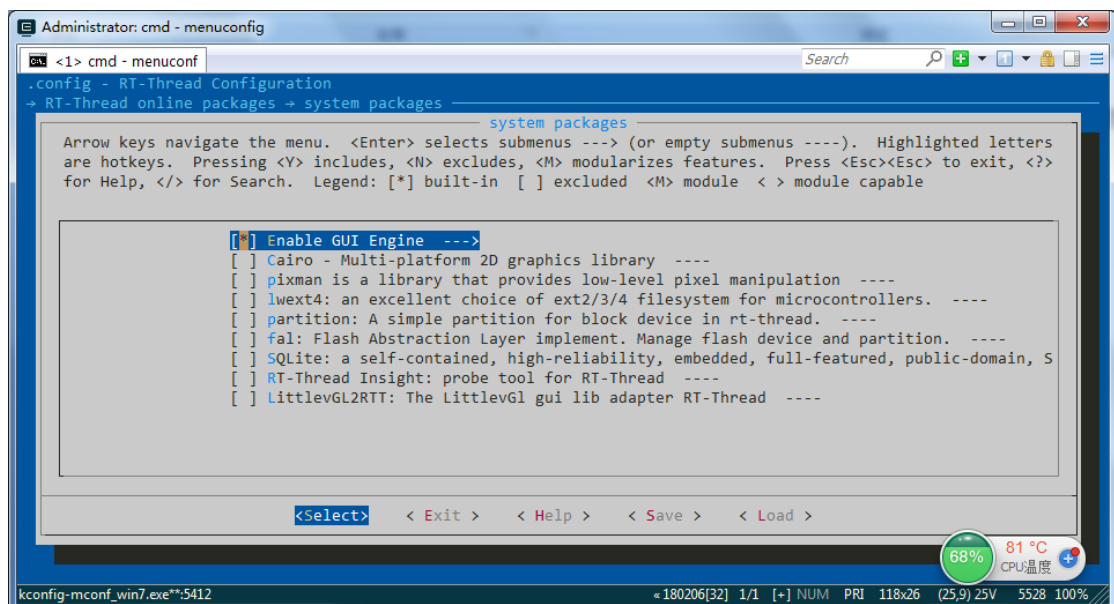 Administrator: cmd - menuconfig
<1> cmd - menuconf
Search
.config - RT-Thread Configuration
→ RT-Thread online packages → system packages
system packages
Arrow keys navigate the menu.  <Enter> selects submenus ---> (or empty submenus ----).  Highlighted letters
are hotkeys.  Pressing <Y> includes, <N> excludes, <M> modularizes features.  Press <Esc><Esc> to exit, <?>
for Help, </> for Search.  Legend: [*] built-in  [ ] excluded  <M> module  < > module capable
[*] Enable GUI Engine  --->
[ ] Cairo - Multi-platform 2D graphics library  ----
[ ] pixman is a library that provides low-level pixel manipulation  ----
[ ] lwext4: an excellent choice of ext2/3/4 filesystem for microcontrollers.  ----
[ ] partition: A simple partition for block device in rt-thread.  ----
[ ] fal: Flash Abstraction Layer implement. Manage flash device and partition.  ----
[ ] SQLite: a self-contained, high-reliability, embedded, full-featured, public-domain, S
[ ] RT-Thread Insight: probe tool for RT-Thread  ----
[ ] LittlevGL2RTT: The LittlevGl gui lib adapter RT-Thread  ----
<Select>    < Exit >    < Help >    < Save >    < Load >
68%
81 °C
CPU温度
kconfig-mconf_win7.exe**:5412
« 180206[32]  1/1  [+] NUM  PRI  118x26  (25,9) 25V  5528  100%